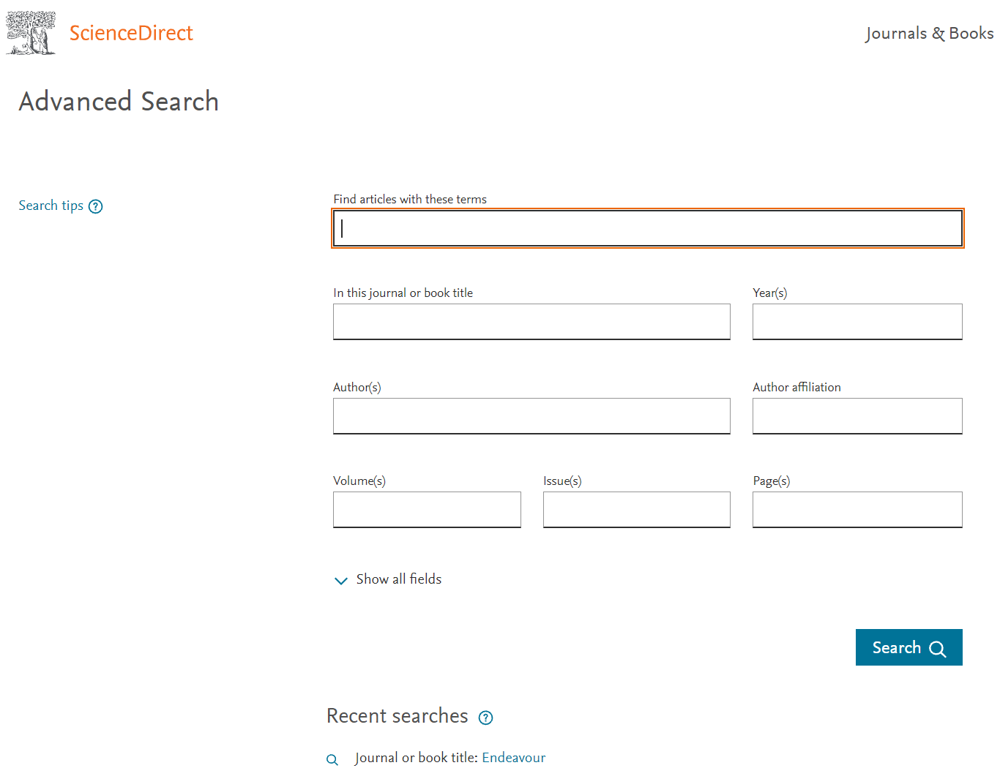 ScienceDirect
Journals & Books
Advanced Search
Search tips ?
Find articles with these terms
In this journal or book title
Year(s)
Author(s)
Author affiliation
Volume(s)
Issue(s)
Page(s)
Show all fields
Search
Recent searches ?
Journal or book title: Endeavour